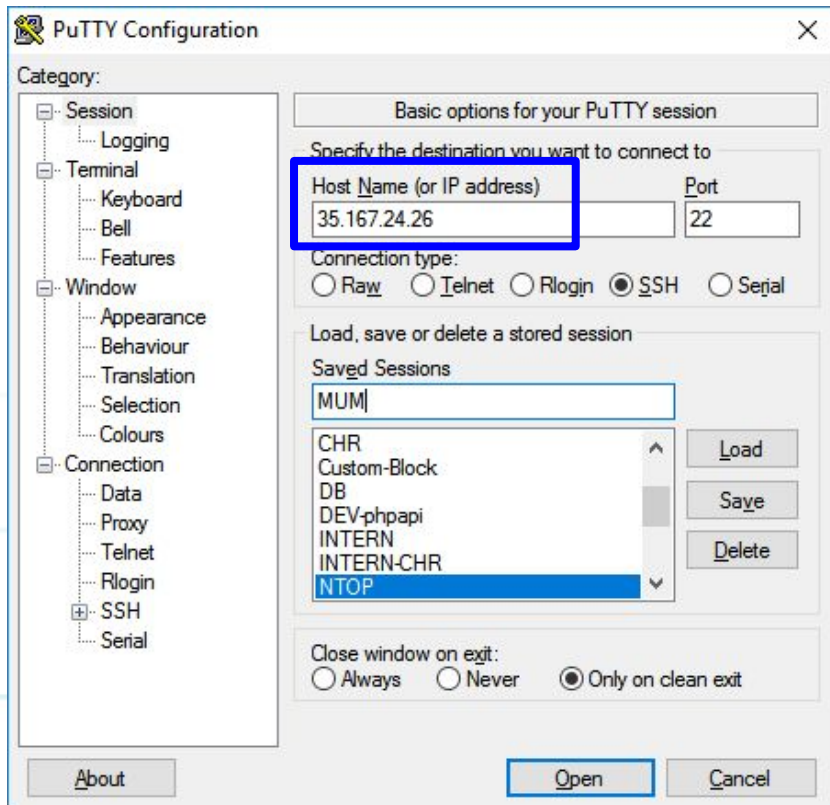 PuTTY Configuration
Category:
Session
Logging
Terminal
Keyboard
Bell
Features
Window
Appearance
Behaviour
Translation
Selection
Colours
Connection
Data
Proxy
Telnet
Rlogin
SSH
Serial
Basic options for your PuTTY session
Specify the destination you want to connect to
Host Name (or IP address) Port
35.167.24.26 22
Connection type:
Raw Telnet Rlogin SSH Serial
Load, save or delete a stored session
Saved Sessions
MUM
CHR
Custom-Block
DB
DEV-phpapi
INTERN
INTERN-CHR
NTOP
Load
Save
Delete
Close window on exit:
Always Never Only on clean exit
About Open Cancel